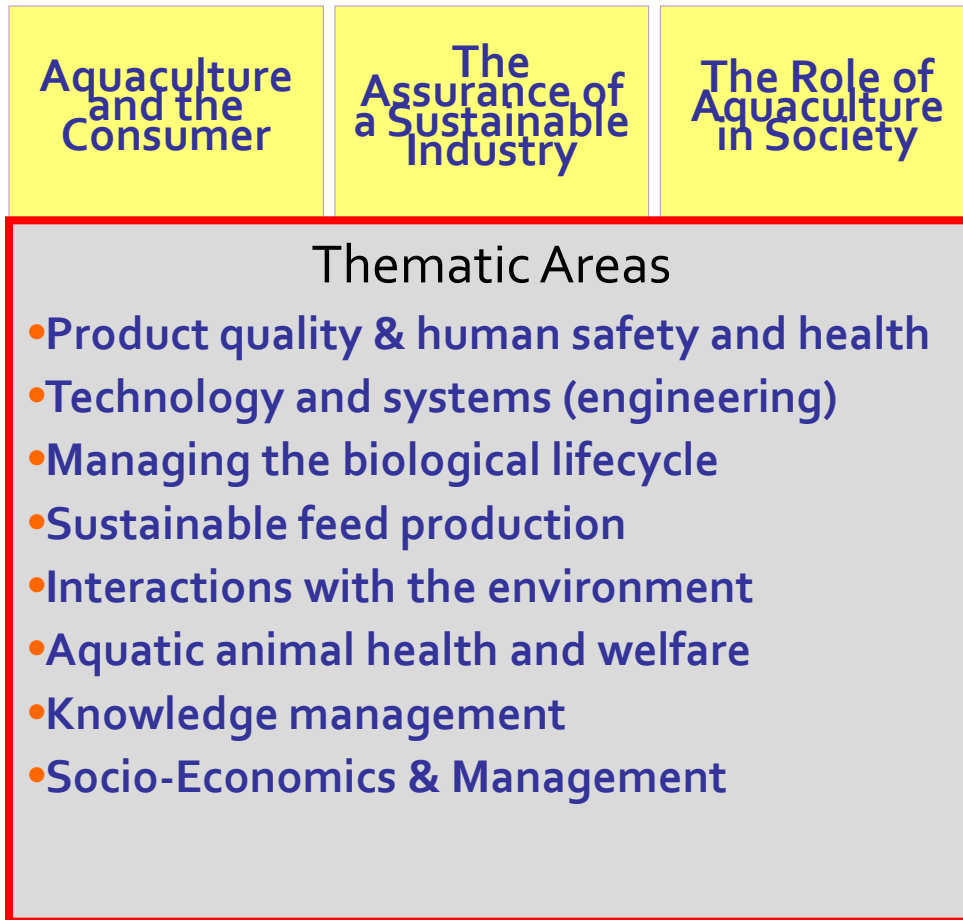 Aquaculture
and the
Consumer
The
Assurance of
a Sustainable
Industry
The Role of
Aquaculture
in Society
Thematic Areas
•Product quality & human safety and health
•Technology and systems (engineering)
•Managing the biological lifecycle
•Sustainable feed production
•Interactions with the environment
•Aquatic animal health and welfare
•Knowledge management
•Socio-Economics & Management